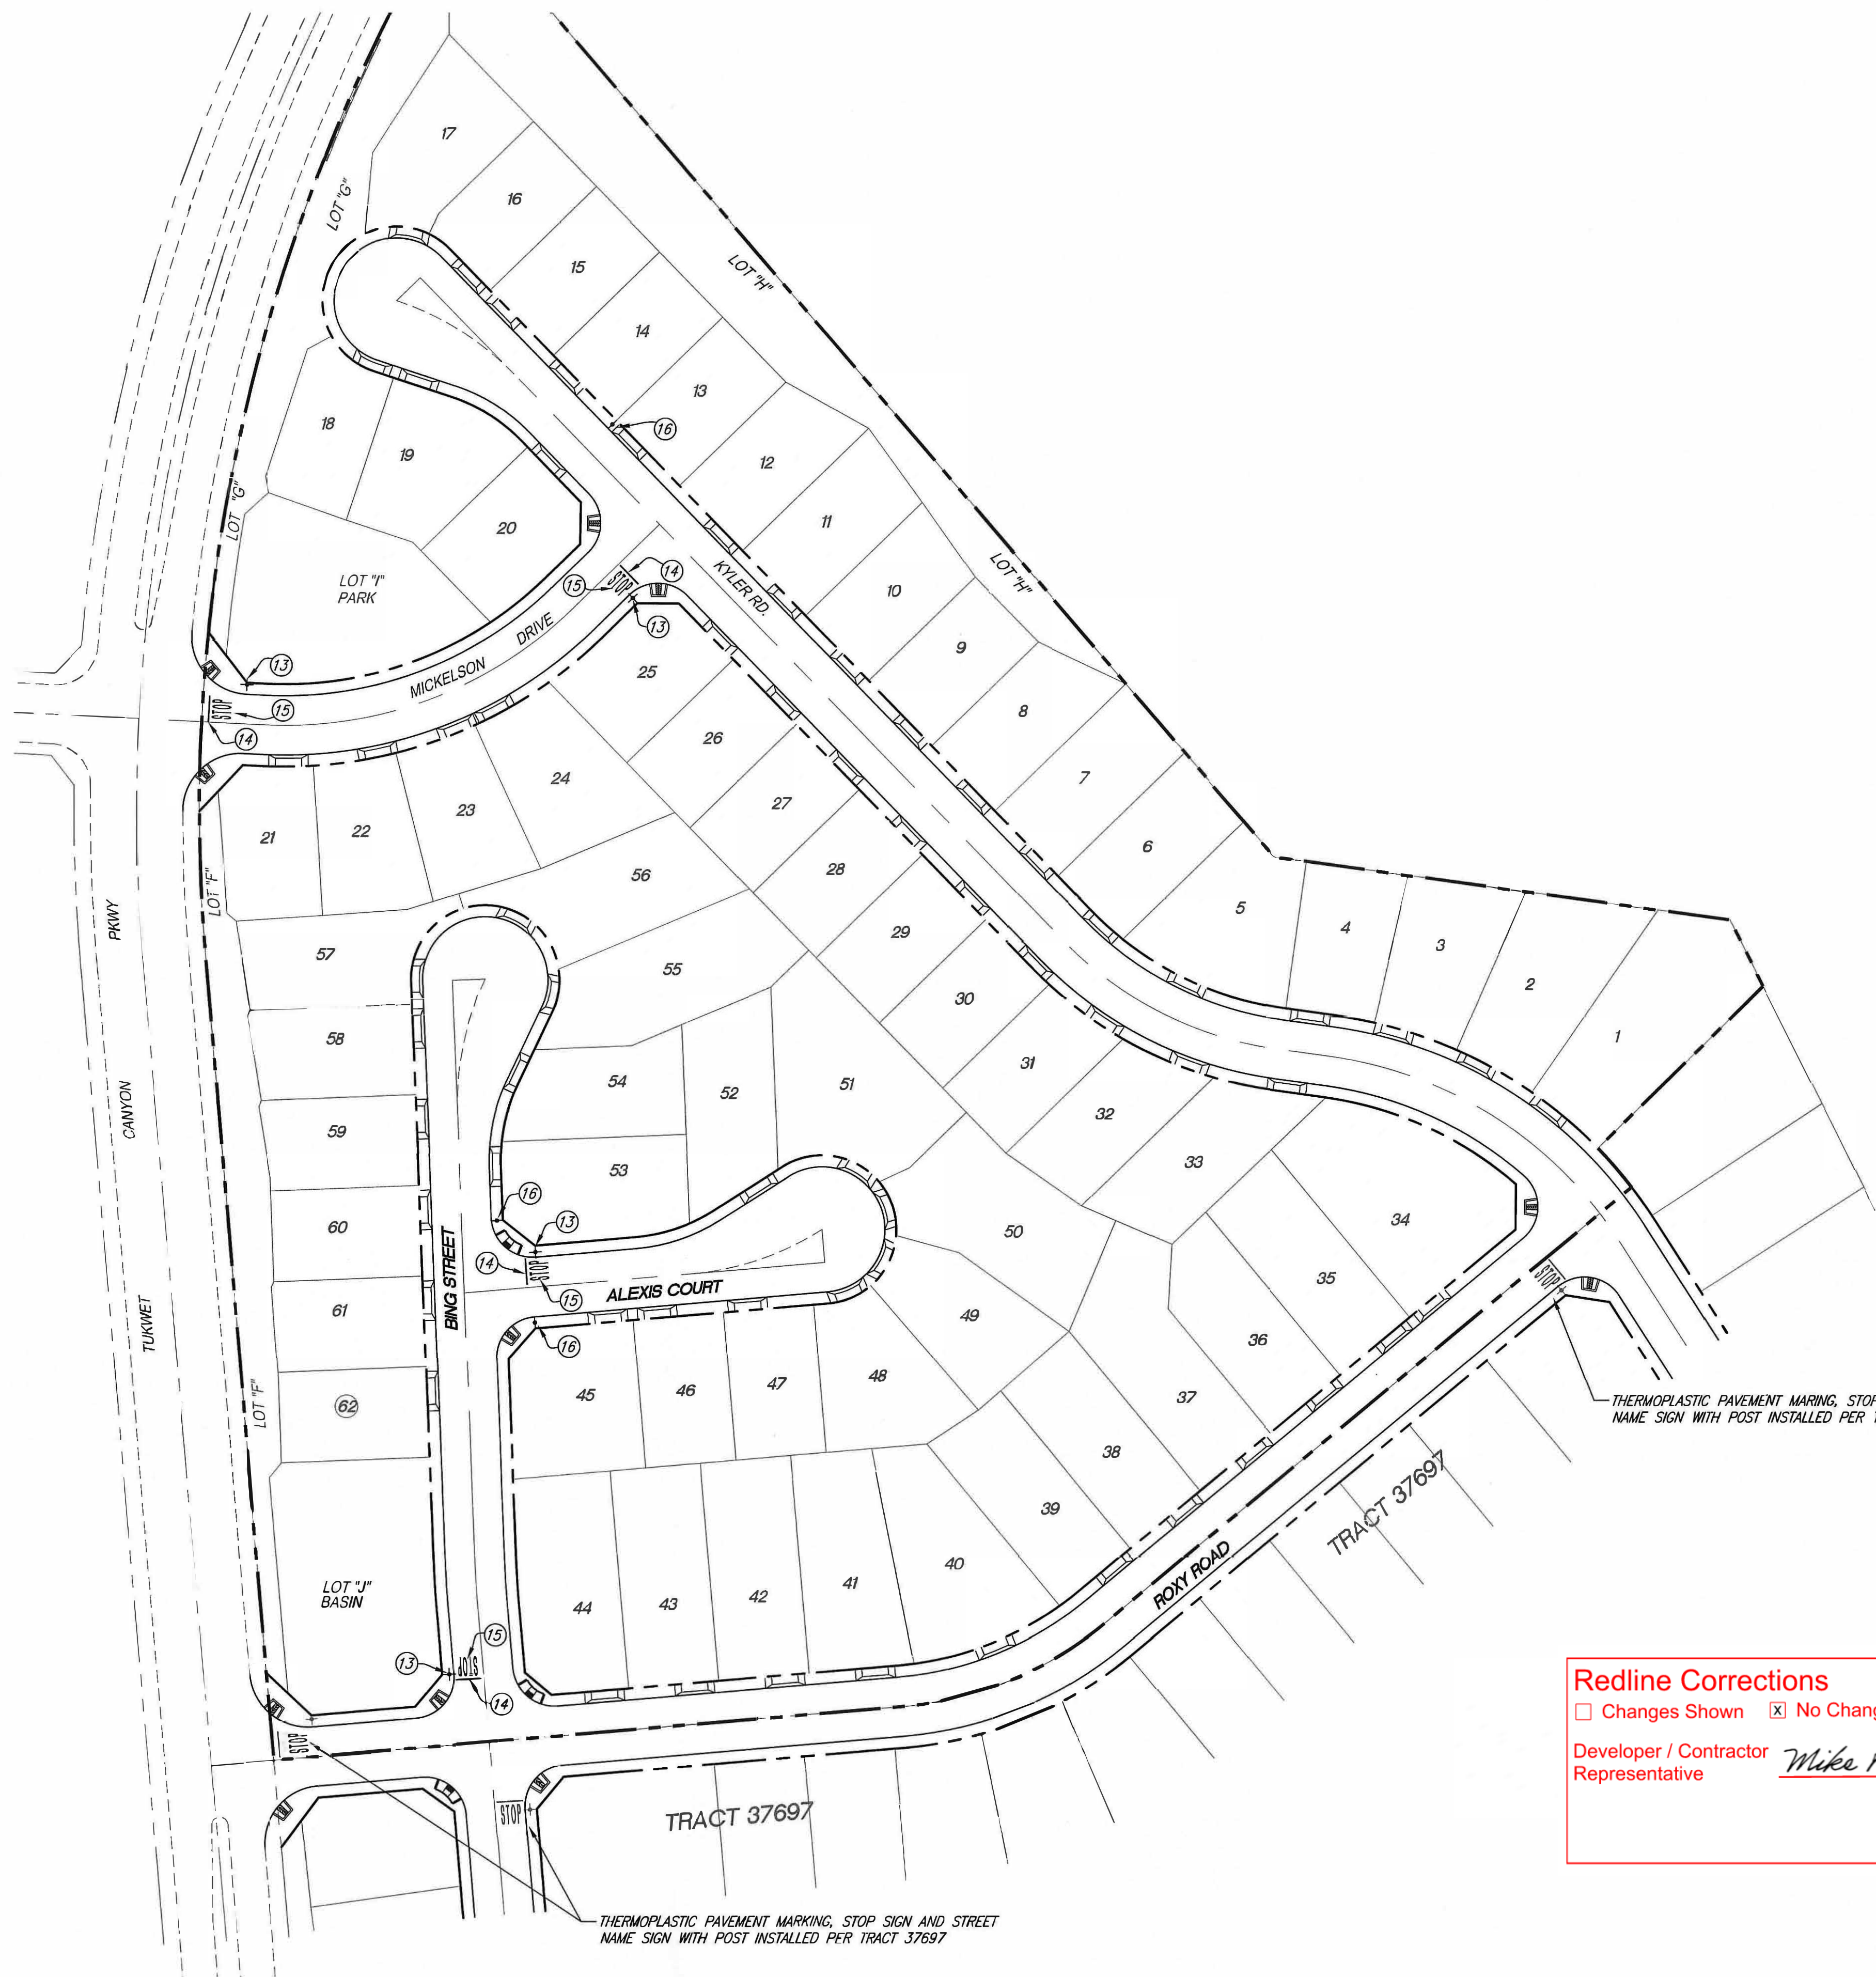 17
LOT "G"
16
15
LOT "H"
14
13
16
12
18
19
11
LOT "G"
20
10
LOT "H"
LOT "I"
PARK
15
STOP
14
KYLER RD.
13
9
DRIVE
MICKELSON
13
25
8
STOP
15
14
26
7
24
27
6
21
22
23
28
56
5
LOT "F"
PKWY
57
55
29
4
3
2
30
1
58
54
52
51
31
CANYON
59
53
32
33
16
13
34
60
50
BING STREET
14
STOP
15
ALEXIS COURT
35
TUKWET
61
16
49
36
STOP
45
46
47
48
37
LOT "F"
62
THERMOPLASTIC PAVEMENT MARING, STOP
NAME SIGN WITH POST INSTALLED PER
38
39
TRACT 37697
LOT "J"
BASIN
44
43
42
41
40
ROXY ROAD
15
13
STOP
14
STOP
STOP
TRACT 37697
THERMOPLASTIC PAVEMENT MARKING, STOP SIGN AND STREET
NAME SIGN WITH POST INSTALLED PER TRACT 37697
Redline Corrections
☐ Changes Shown ☒ No Chang
Developer / Contractor
Representative
Mike